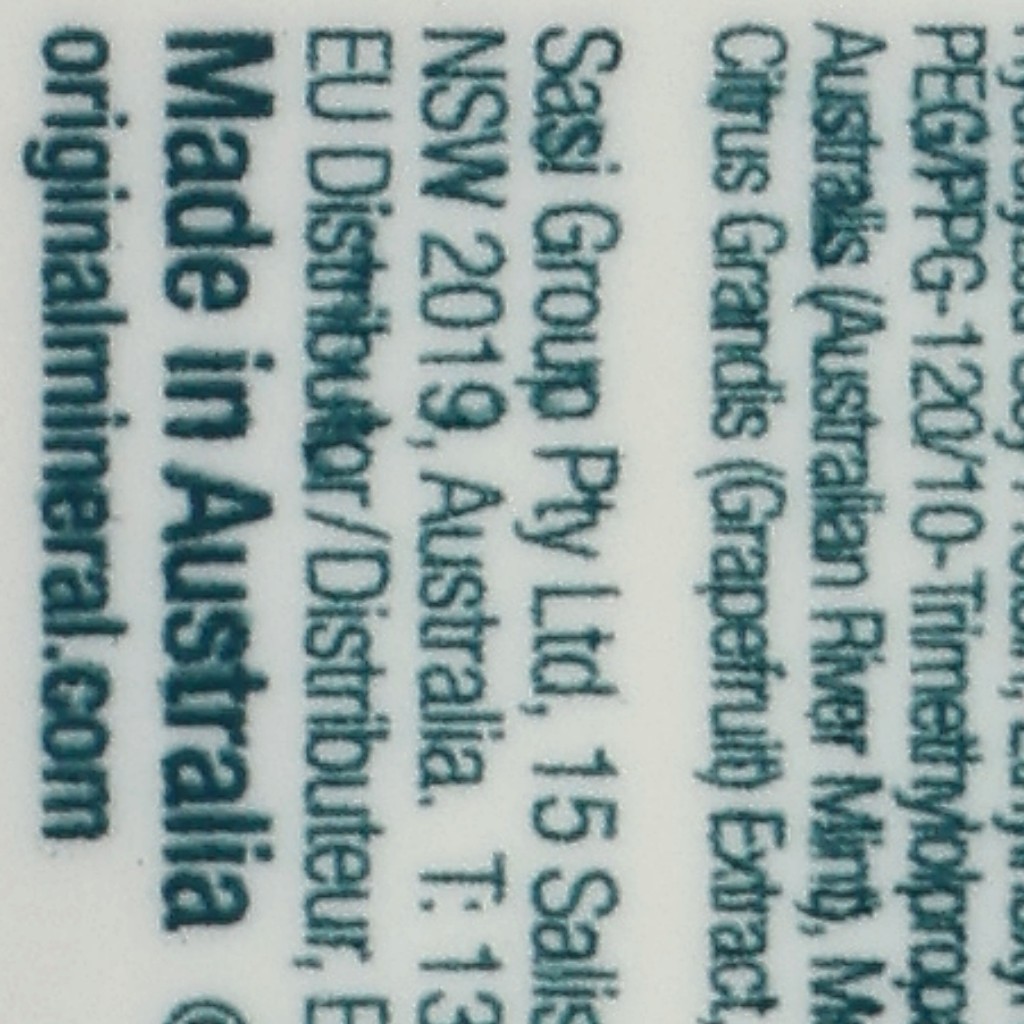 PEG/PPG-120/10-Trimethylolprop
Australis (Australian River Mint), M
Citrus Grandis (Grapefruit) Extract,
Sasi Group Pty Ltd, 15 Salis
NSW 2019, Australia. T: 13
EU Distributor/Distributeur, E
Made in Australia ©
originalmineral.com